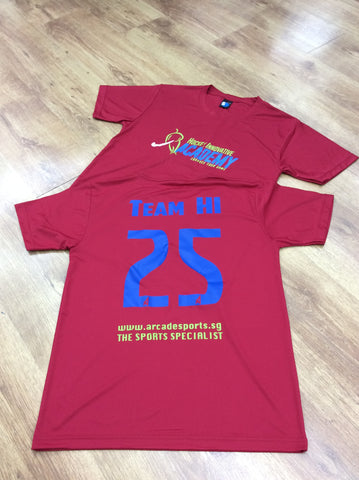 Hockey Innovative
ACADEMY
Team HI
25
www.arcadesports.sg
THE SPORTS SPECIALIST